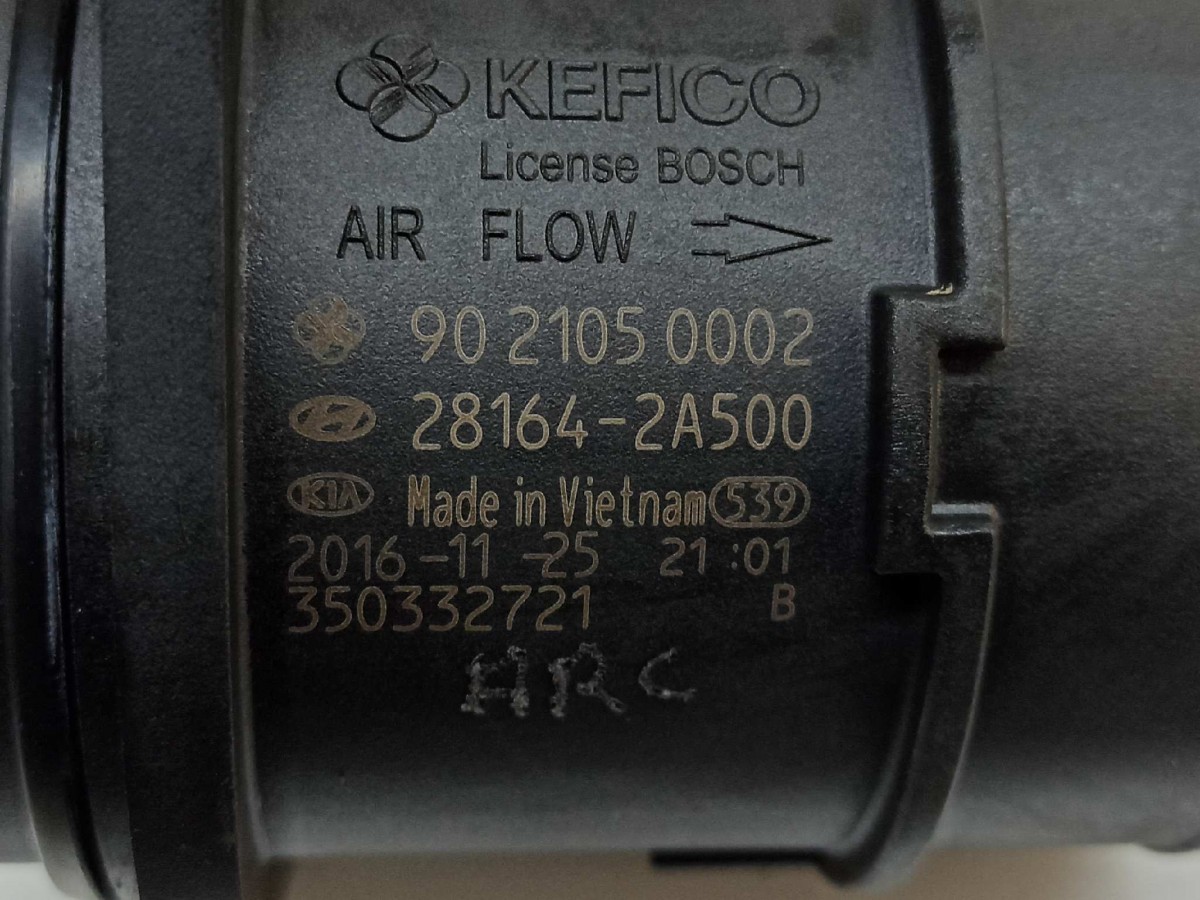 KEFICO
License BOSCH
AIR FLOW
90 2105 0002
28164-2A500
KIA Made in Vietnam 539
2016-11-25 21:01
350332721 B
ARC